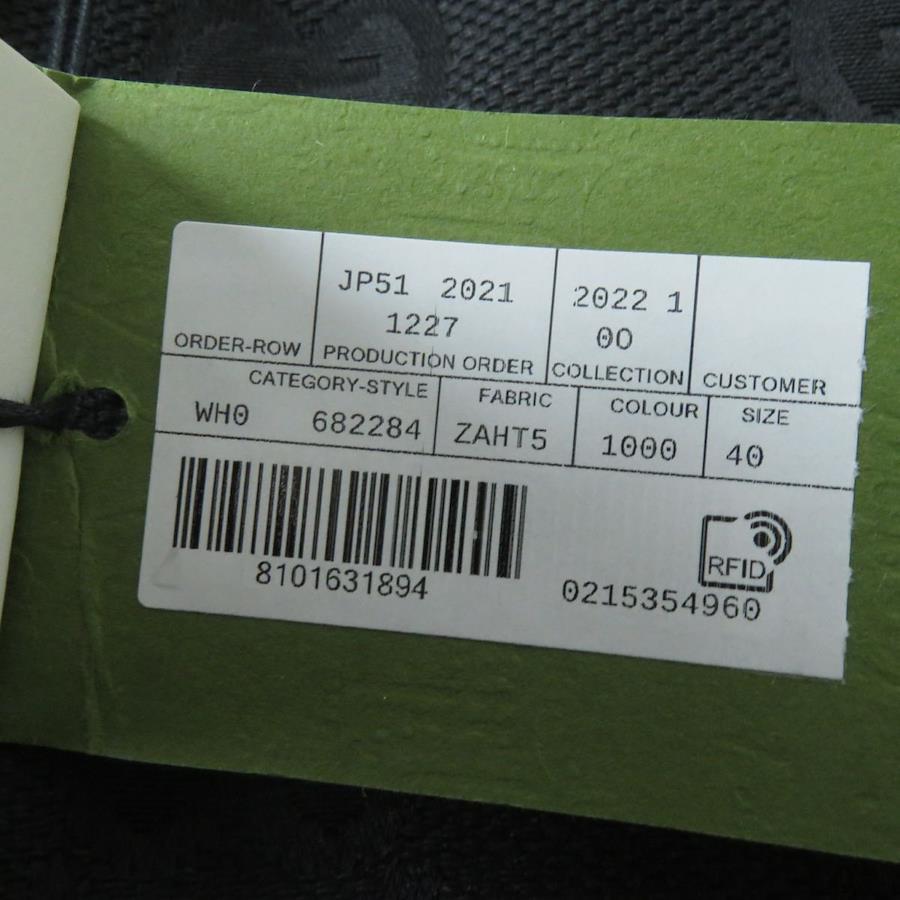 JP51 2021 2022 1
1227 00
ORDER-ROW PRODUCTION ORDER COLLECTION CUSTOMER
CATEGORY-STYLE FABRIC COLOUR SIZE
WH0 682284 ZAHT5 1000 40
8101631894 0215354960
RFID